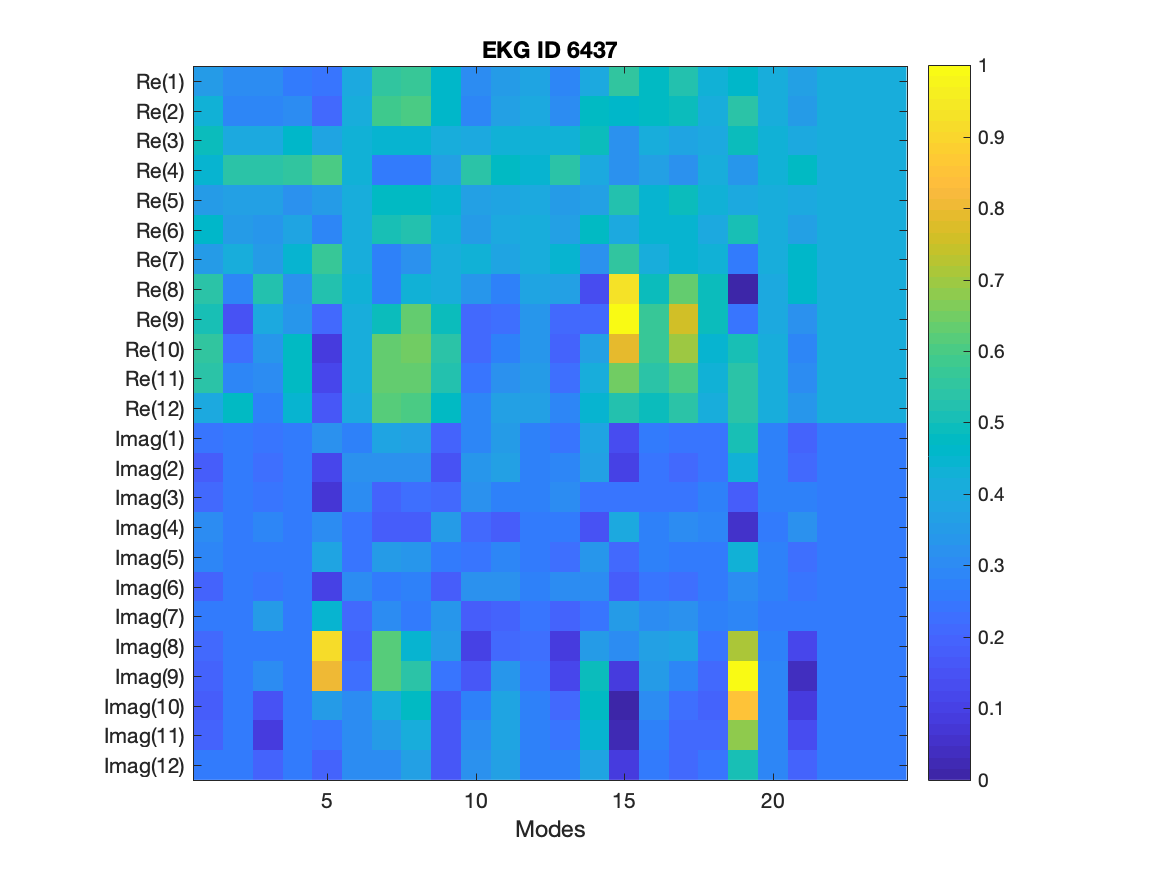 EKG ID 6437
Re(1)
Re(2)
Re(3)
Re(4)
Re(5)
Re(6)
Re(7)
Re(8)
Re(9)
Re(10)
Re(11)
Re(12)
Imag(1)
Imag(2)
Imag(3)
Imag(4)
Imag(5)
Imag(6)
Imag(7)
Imag(8)
Imag(9)
Imag(10)
Imag(11)
Imag(12)
5 10 15 20
Modes
1
0.9
0.8
0.7
0.6
0.5
0.4
0.3
0.2
0.1
0